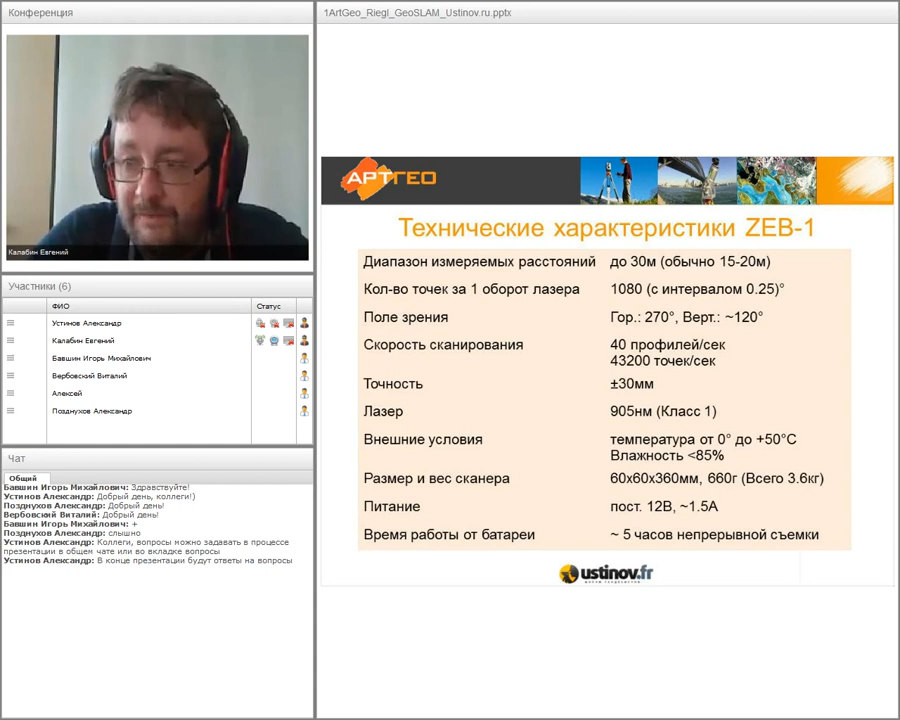 Конференция
Калабин Евгений
Участники (6)
ФИО
Статус
Устинов Александр
Калабин Евгений
Бавшин Игорь Михайлович
Вербовский Виталий
Алексей
Позднухов Александр
Чат
Общий
Бавшин Игорь Михайлович: Здравствуйте!
Устинов Александр: Добрый день, коллеги!)
Позднухов Александр: Добрый день!
Вербовский Виталий: Добрый день!
Бавшин Игорь Михайлович: +
Позднухов Александр: слышно
Устинов Александр: Коллеги, вопросы можно задавать в процессе
презентации в общем чате или во вкладке вопросы
Устинов Александр: В конце презентации будут ответы на вопросы
1ArtGeo_Riegl_GeoSLAM_Ustinov.ru.pptx
АРТГЕО
Технические характеристики ZEB-1
Диапазон измеряемых расстояний до 30м (обычно 15-20м)
Кол-во точек за 1 оборот лазера 1080 (с интервалом 0.25)°
Поле зрения Гор.: 270°, Верт.: ~120°
Скорость сканирования 40 профилей/сек
43200 точек/сек
Точность ±30мм
Лазер 905нм (Класс 1)
Внешние условия температура от 0° до +50°C
Влажность <85%
Размер и вес сканера 60х60х360мм, 660г (Всего 3.6кг)
Питание пост. 12В, ~1.5А
Время работы от батареи ~ 5 часов непрерывной съемки
ustinov.fr